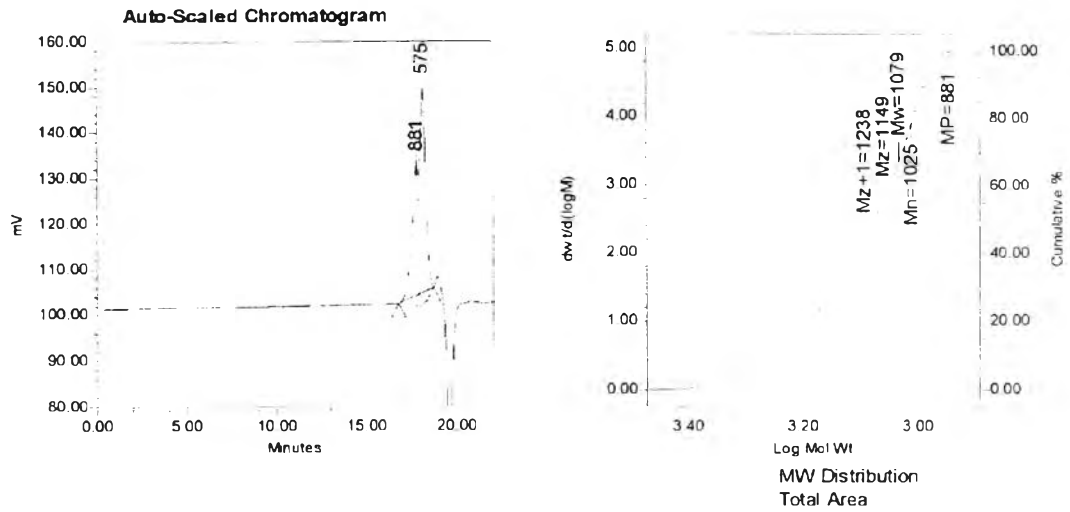 Auto-Scaled Chromatogram
160.00
150.00
140.00
130.00
120.00
110.00
100.00
90 00
80.00
mV
881
575
0.00
5 00
10.00
15 00
20.00
Minutes
5.00
4.00
3.00
2.00
1.00
0.00
dw t/d(logM)
Mz+1=1238
Mz=1149
Mw=1079
Mn=1025
MP=881
100.00
80 00
60.00
40 00
20 00
0.00
Cumulative %
3 40
3.20
3 00
Log Mol Wt
MW Distribution
Total Area